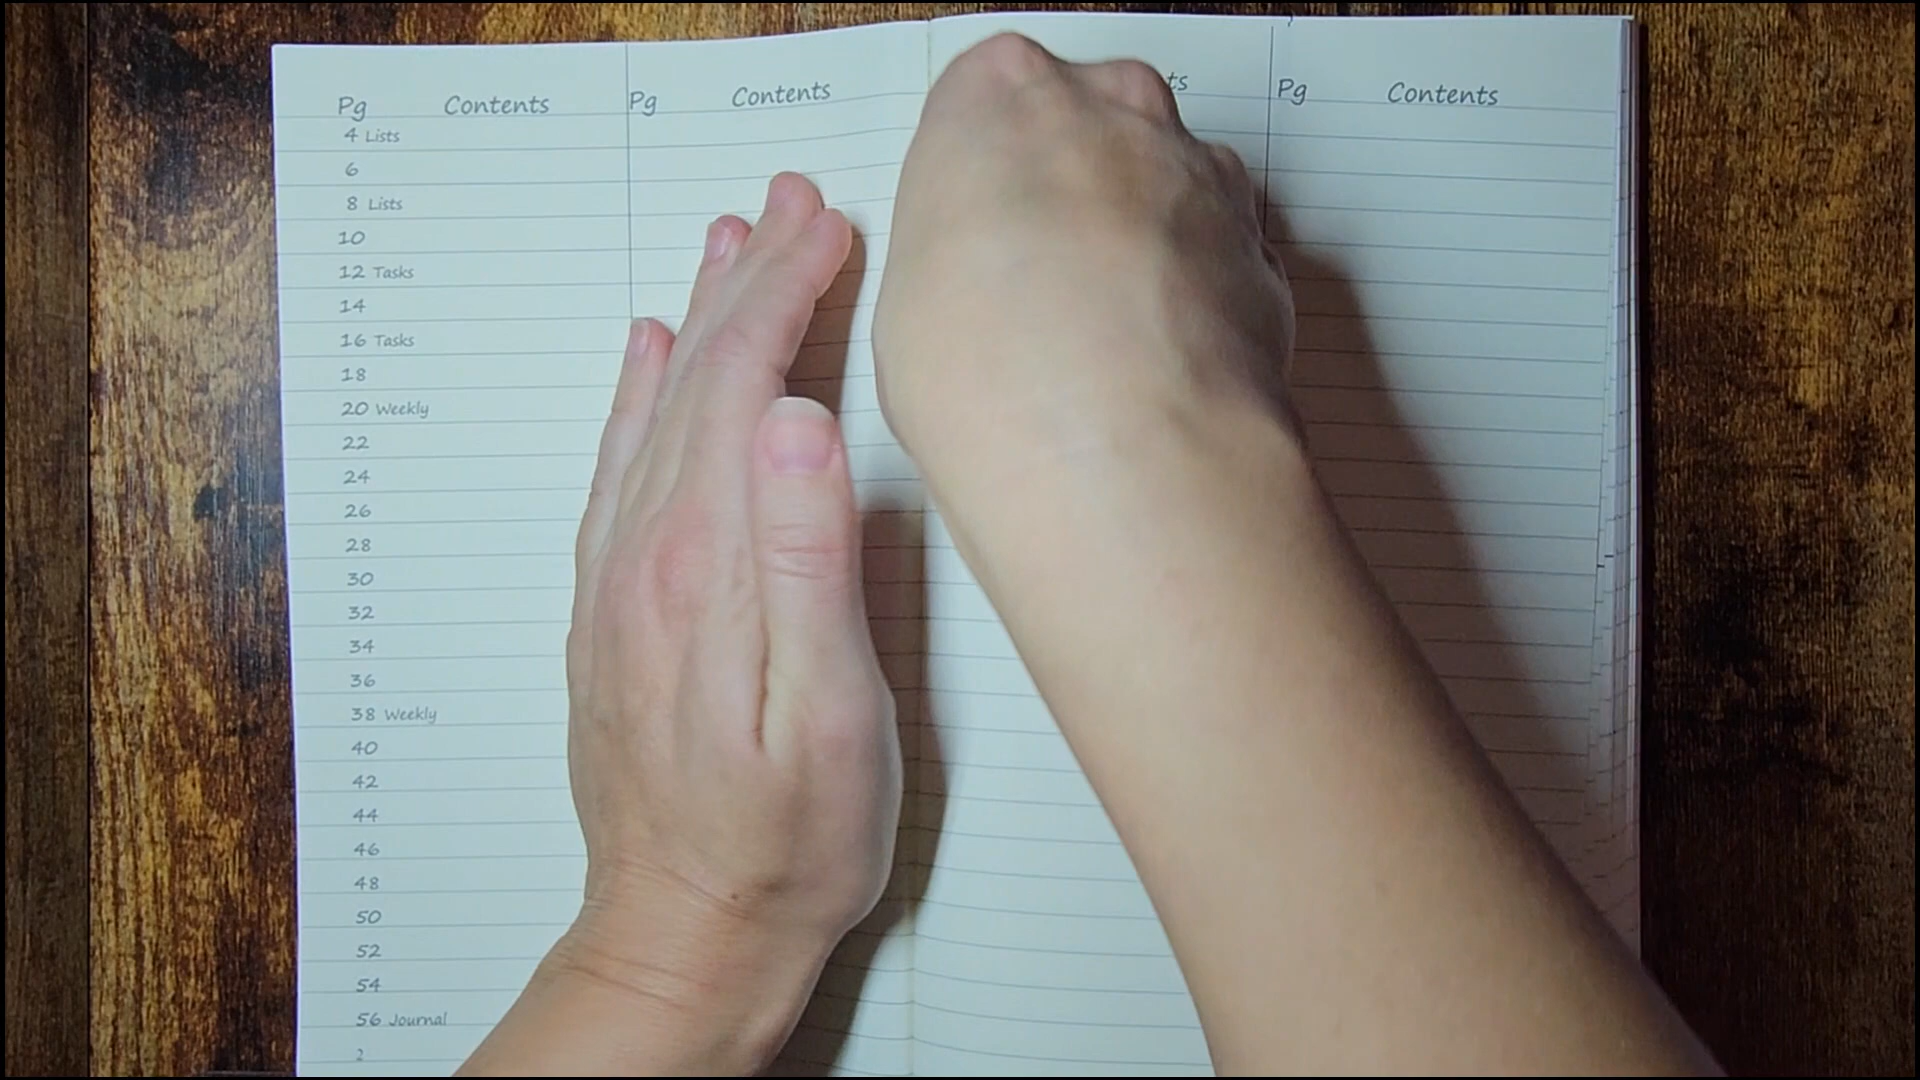 Pg Contents Pg Contents ts Pg Contents
4 Lists
6
8 Lists
10
12 Tasks
14
16 Tasks
18
20 Weekly
22
24
26
28
30
32
34
36
38 Weekly
40
42
44
46
48
50
52
54
56 Journal
2